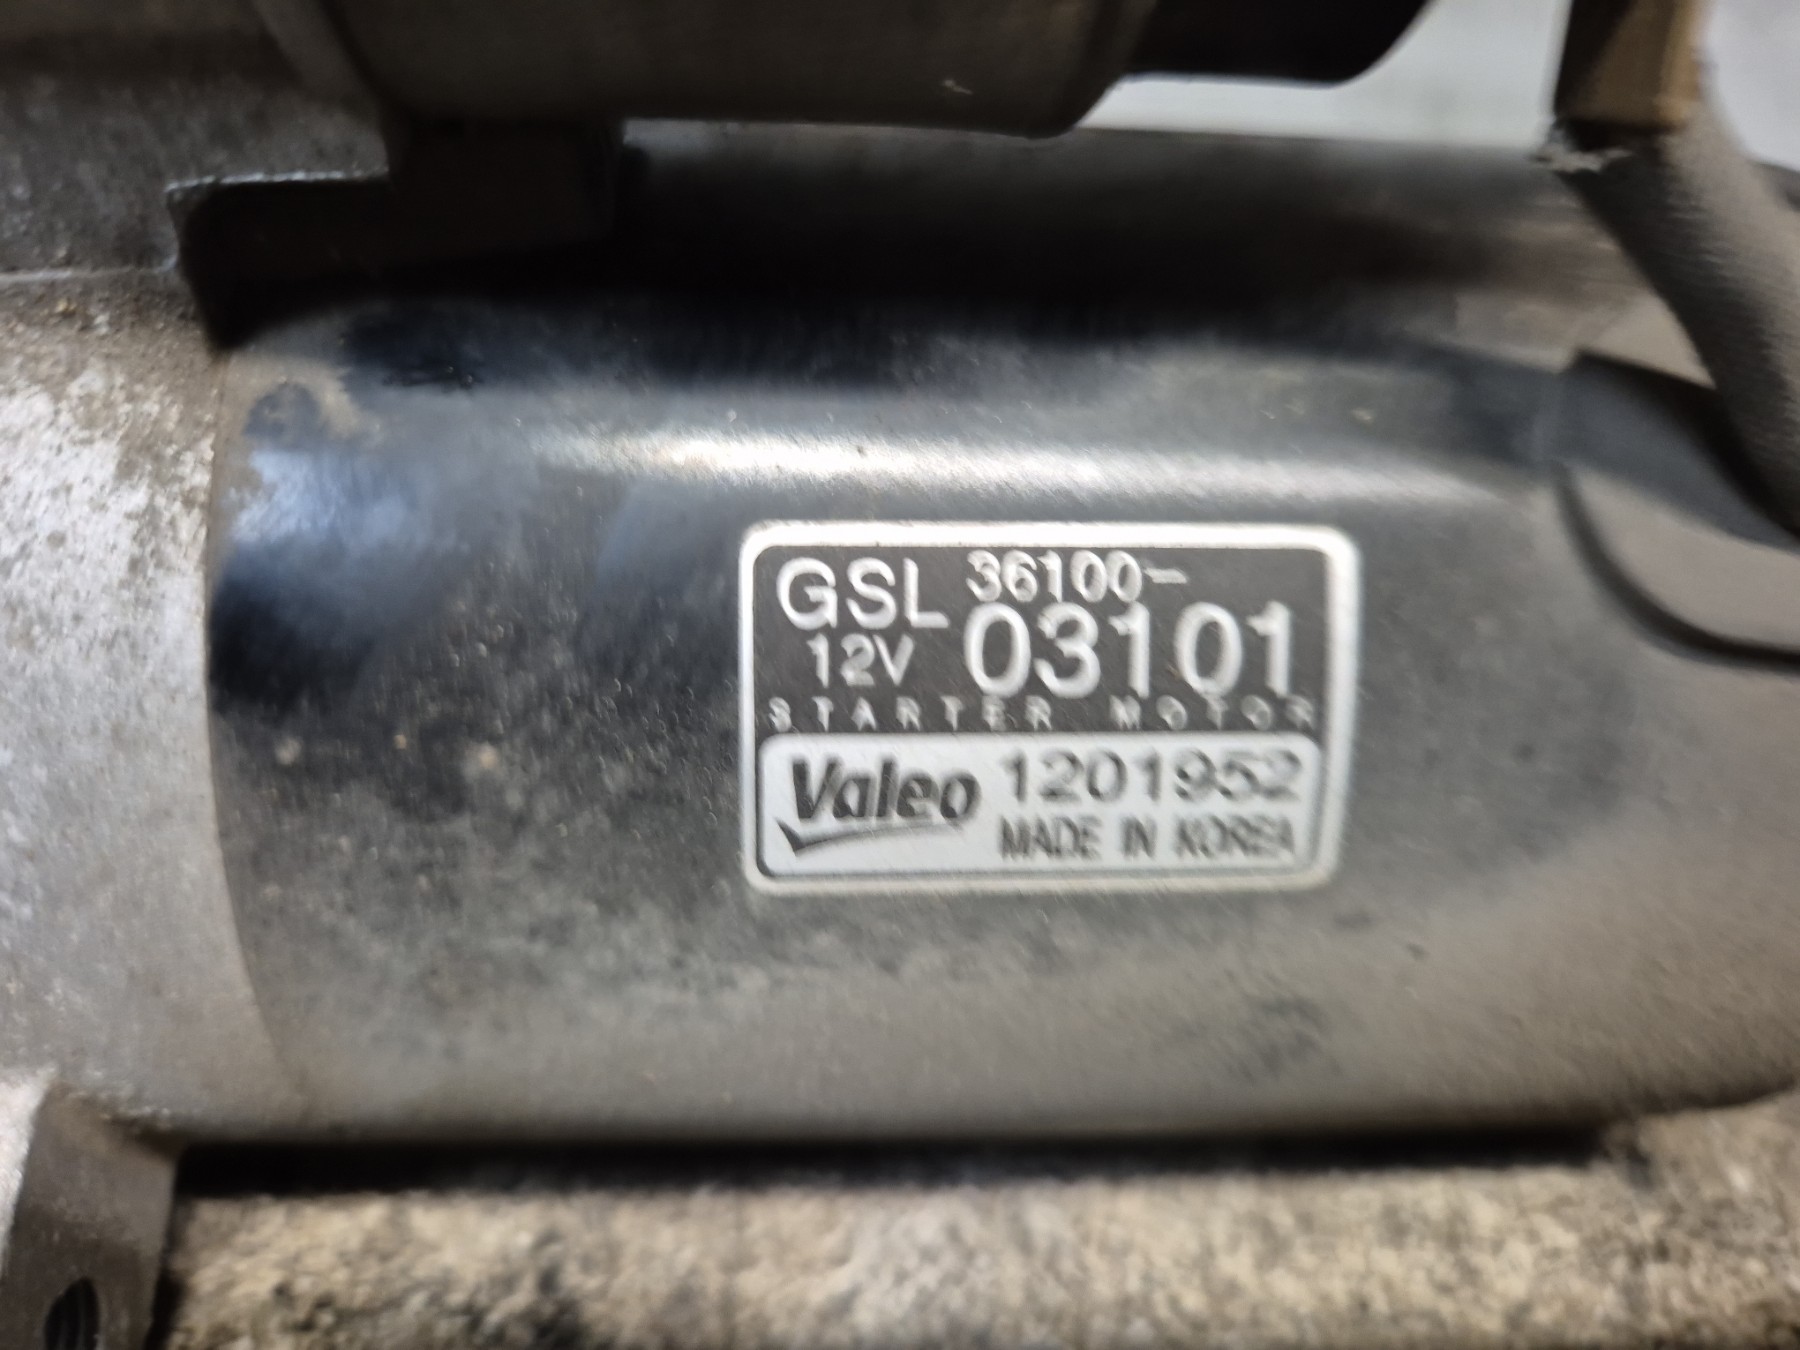 GSL 36100-
12V 03101
STARTER MOTOR
Valeo 1201952
MADE IN KOREA